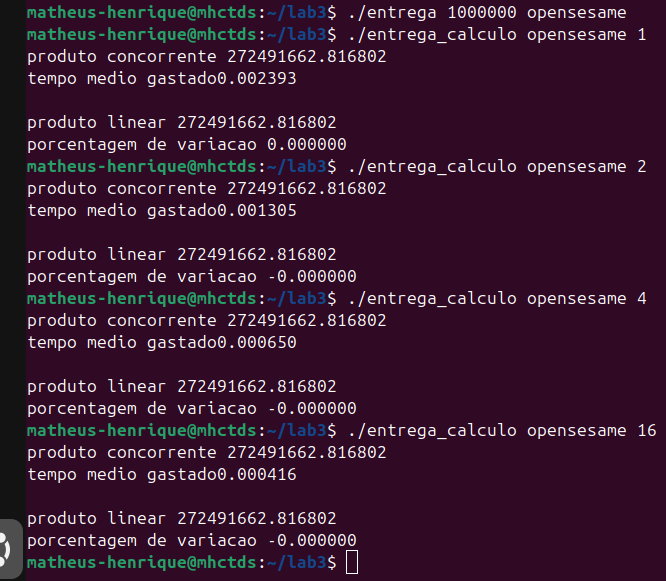 matheus-henrique@mhctds:~/lab3$ ./entrega 1000000 opensesame
matheus-henrique@mhctds:~/lab3$ ./entrega_calculo opensesame 1
produto concorrente 272491662.816802
tempo medio gastado0.002393
produto linear 272491662.816802
porcentagem de variacao 0.000000
matheus-henrique@mhctds:~/lab3$ ./entrega_calculo opensesame 2
produto concorrente 272491662.816802
tempo medio gastado0.001305
produto linear 272491662.816802
porcentagem de variacao -0.000000
matheus-henrique@mhctds:~/lab3$ ./entrega_calculo opensesame 4
produto concorrente 272491662.816802
tempo medio gastado0.000650
produto linear 272491662.816802
porcentagem de variacao -0.000000
matheus-henrique@mhctds:~/lab3$ ./entrega_calculo opensesame 16
produto concorrente 272491662.816802
tempo medio gastado0.000416
produto linear 272491662.816802
porcentagem de variacao -0.000000
matheus-henrique@mhctds:~/lab3$